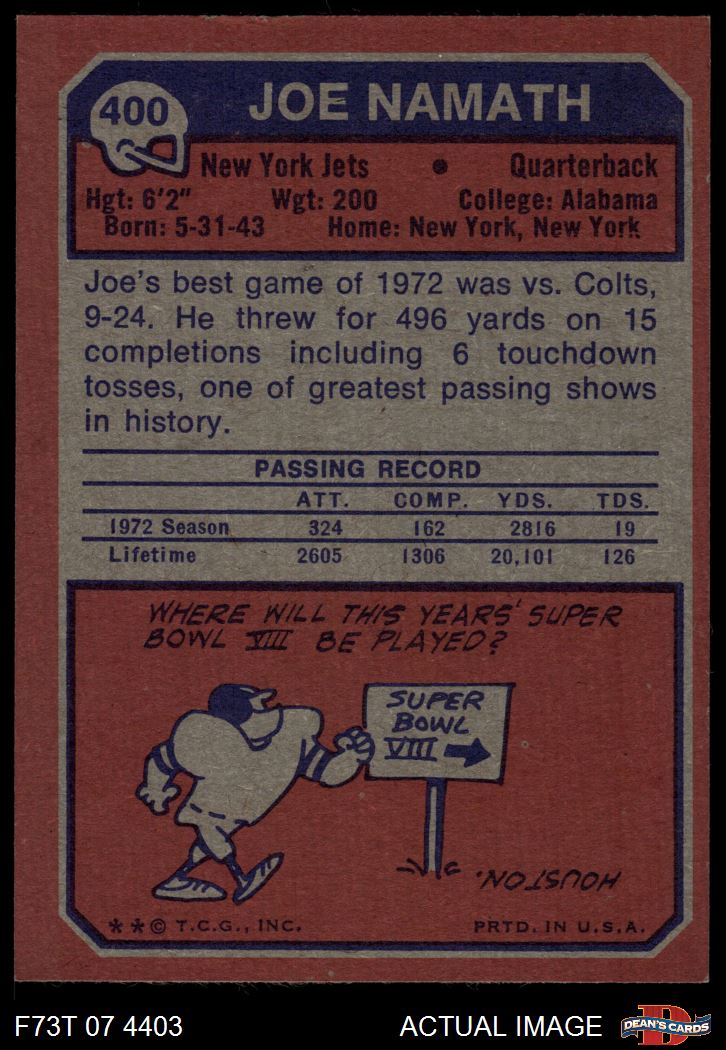 400
JOE NAMATH
New York Jets • Quarterback
Hgt: 6'2" Wgt: 200 College: Alabama
Born: 5-31-43 Home: New York, New York
Joe's best game of 1972 was vs. Colts,
9-24. He threw for 496 yards on 15
completions including 6 touchdown
tosses, one of greatest passing shows
in history.
PASSING RECORD
ATT. COMP. YDS. TDS.
1972 Season 324 162 2816 19
Lifetime 2605 1306 20,101 126
WHERE WILL THIS YEARS' SUPER
BOWL VIII BE PLAYED?
SUPER
BOWL
VIII
HOUSTON.
**© T.C.G., INC. PRTD. IN U.S.A.
F73T 07 4403 ACTUAL IMAGE D DEAN'S CARDS